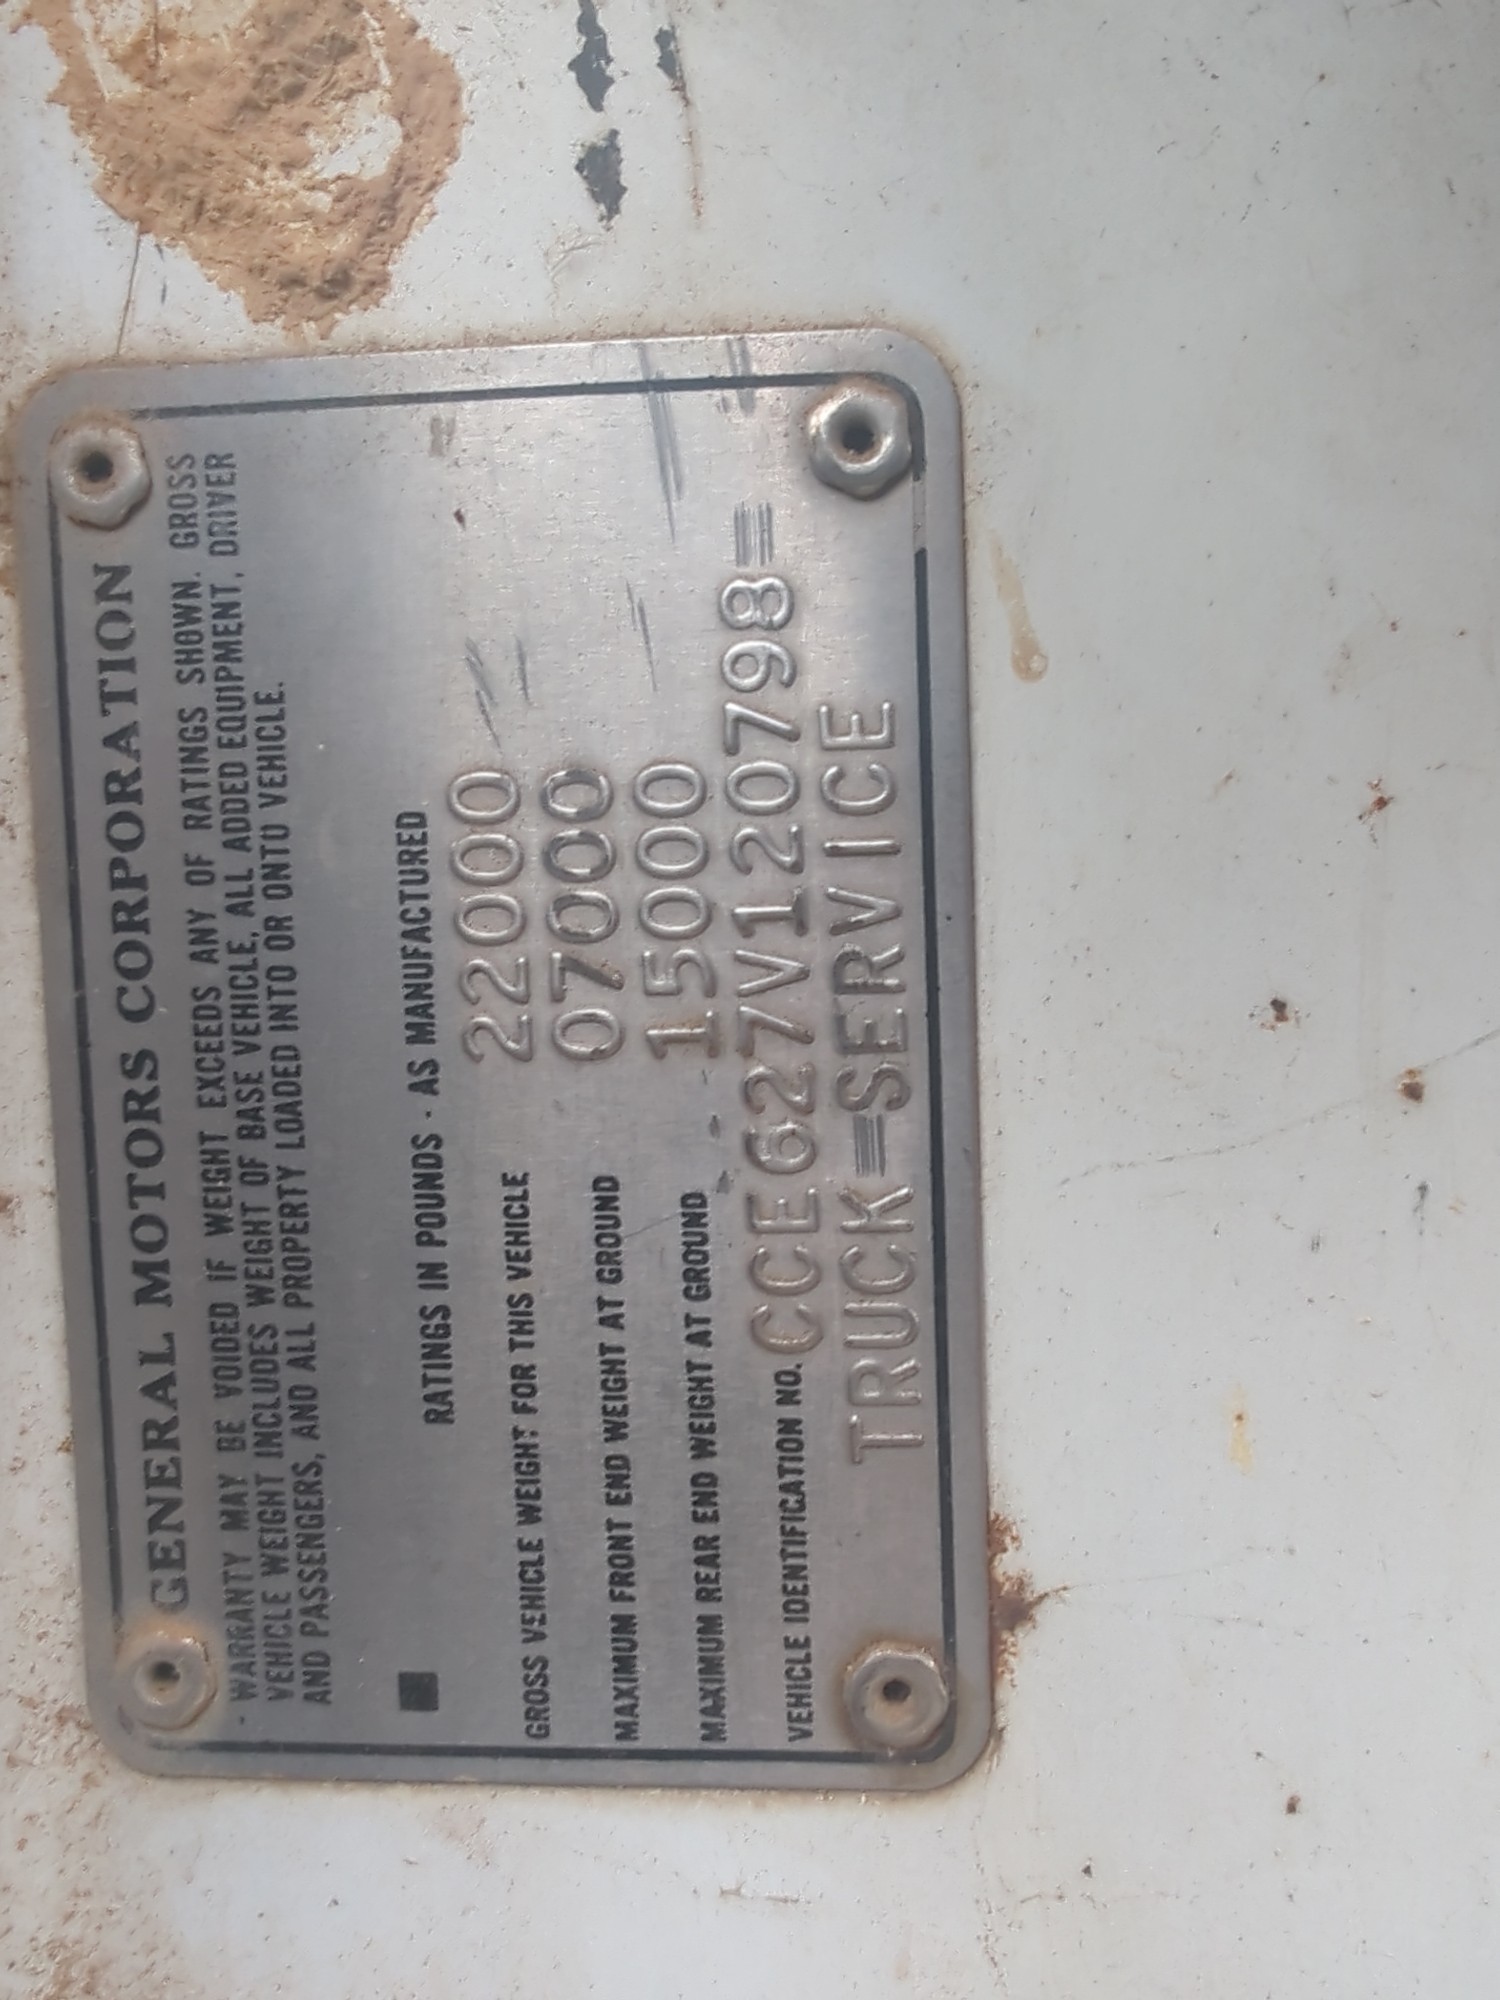 GENERAL MOTORS CORPORATION
· WARRANTY MAY BE VOIDED IF WEIGHT EXCEEDS ANY OF RATINGS SHOWN. GROSS
VEHICLE WEIGHT INCLUDES WEIGHT OF BASE VEHICLE, ALL ADDED EQUIPMENT, DRIVER
AND PASSENGERS, AND ALL PROPERTY LOADED INTO OR ONTO VEHICLE.
RATINGS IN POUNDS - AS MANUFACTURED
GROSS VEHICLE WEIGHT FOR THIS VEHICLE 22000
MAXIMUM FRONT END WEIGHT AT GROUND 07000
MAXIMUM REAR END WEIGHT AT GROUND 15000
VEHICLE IDENTIFICATION NO. CCE627V120798
TRUCK SERVICE